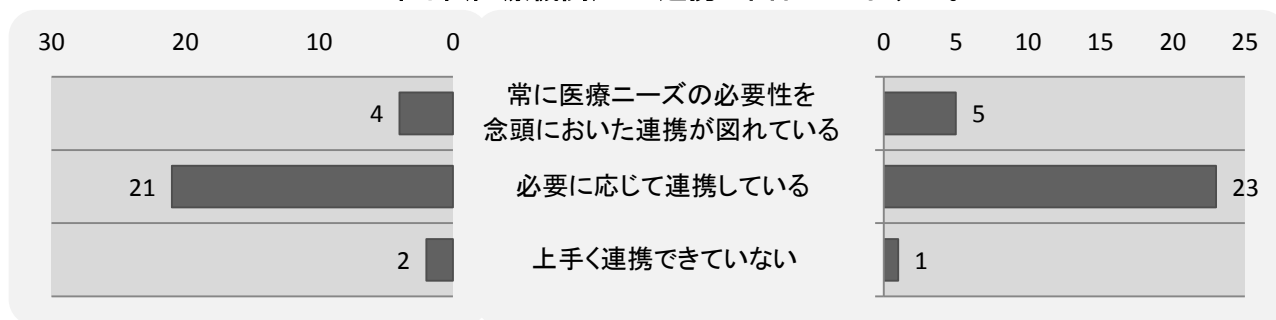 30 20 10 0
0 5 10 15 20 25
4
常に医療ニーズの必要性を
念頭においた連携が図れている
5
21
必要に応じて連携している
23
2
上手く連携できていない
1